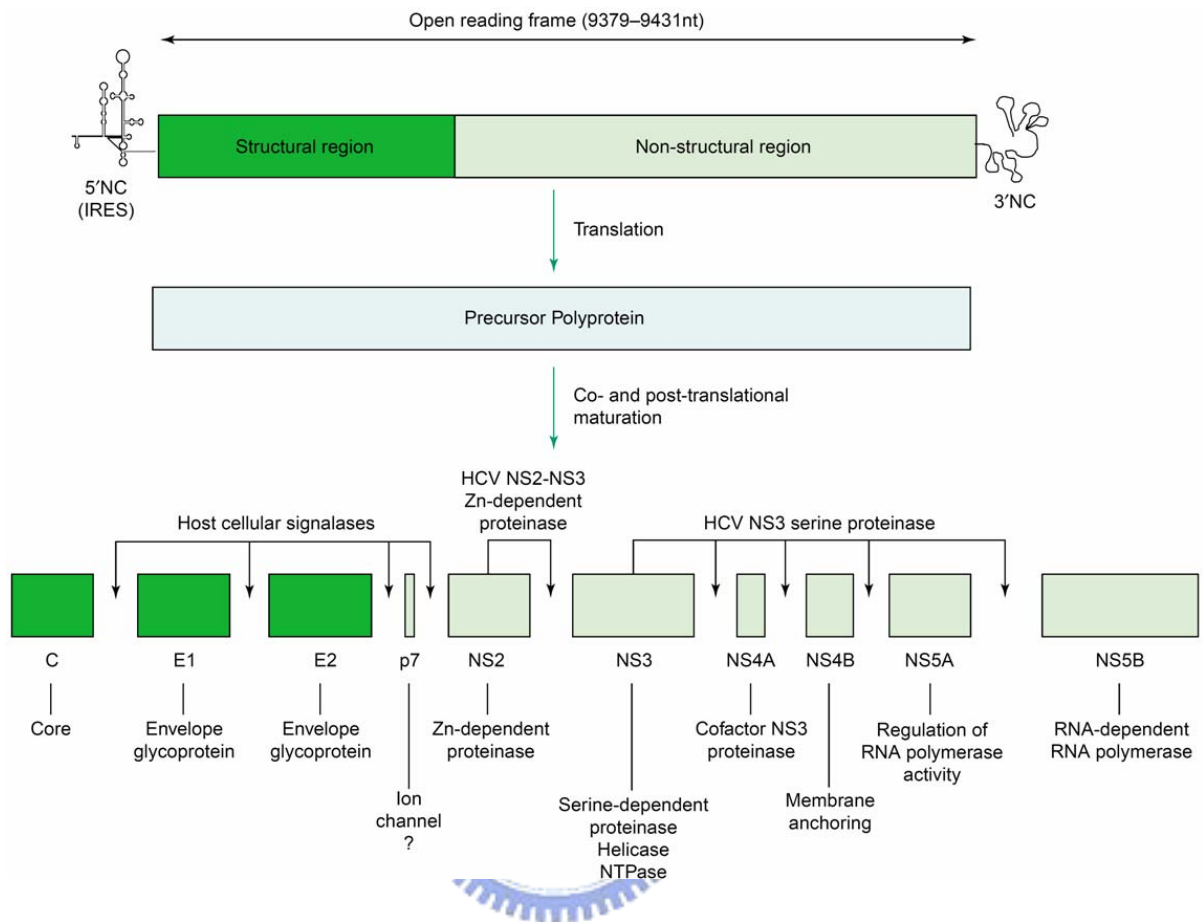 Open reading frame (9379–9431nt)
Structural region
Non-structural region
5′NC
(IRES)
3′NC
Translation
Precursor Polyprotein
Co- and post-translational
maturation
HCV NS2-NS3
Zn-dependent
proteinase
Host cellular signalases
HCV NS3 serine proteinase
C
E1
E2
p7
NS2
NS3
NS4A
NS4B
NS5A
NS5B
Core
Envelope
glycoprotein
Envelope
glycoprotein
Ion
channel
?
Zn-dependent
proteinase
Serine-dependent
proteinase
Helicase
NTPase
Cofactor NS3
proteinase
Membrane
anchoring
Regulation of
RNA polymerase
activity
RNA-dependent
RNA polymerase